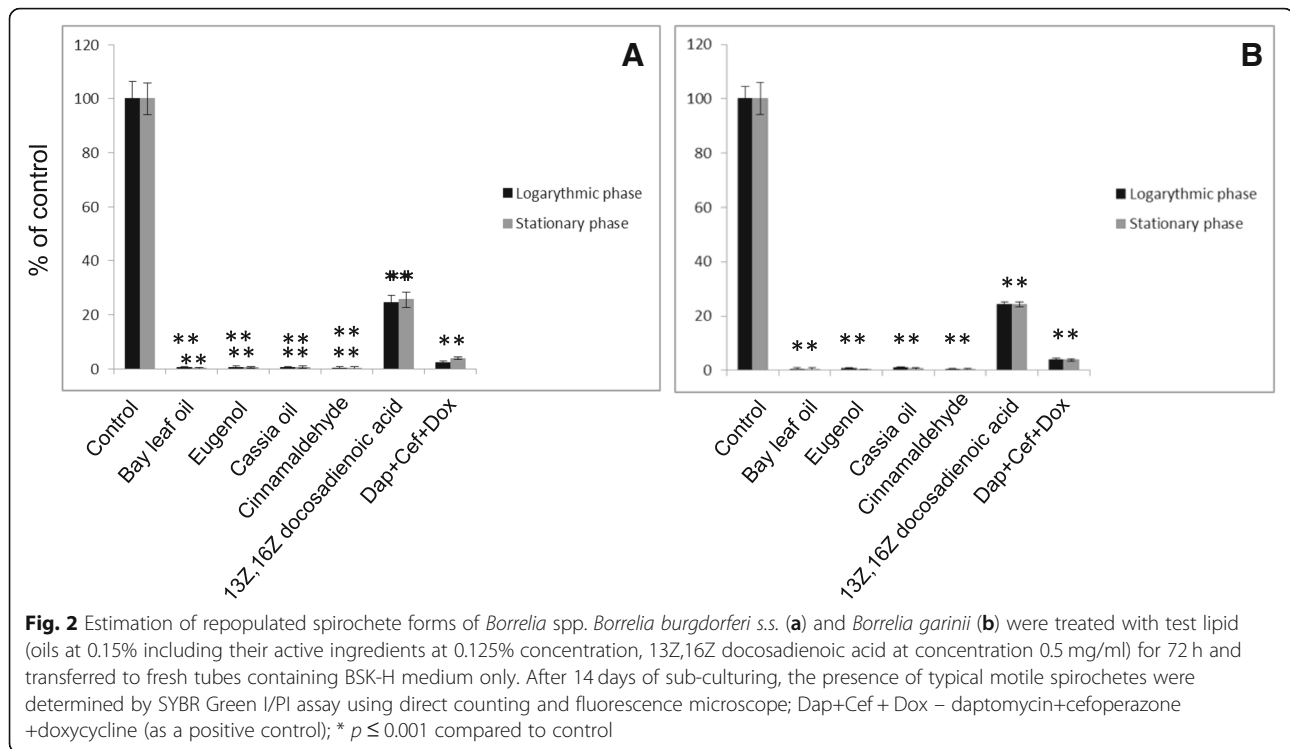 A
120
100
80
60
40
20
0
% of control
Logarythmic phase
Stationary phase
** ** ** ** ** **
** ** ** **
Control
Bay leaf oil
Eugenol
Cassia oil
Cinnamaldehyde
13Z,16Z docosadienoic acid
Dap+Cef+Dox
B
120
100
80
60
40
20
0
Logarythmic phase
Stationary phase
** ** ** ** ** **
Control
Bay leaf oil
Eugenol
Cassia oil
Cinnamaldehyde
13Z,16Z docosadienoic acid
Dap+Cef+Dox
Fig. 2 Estimation of repopulated spirochete forms of Borrelia spp. Borrelia burgdorferi s.s. (a) and Borrelia garinii (b) were treated with test lipid
(oils at 0.15% including their active ingredients at 0.125% concentration, 13Z,16Z docosadienoic acid at concentration 0.5 mg/ml) for 72 h and
transferred to fresh tubes containing BSK-H medium only. After 14 days of sub-culturing, the presence of typical motile spirochetes were
determined by SYBR Green I/PI assay using direct counting and fluorescence microscope; Dap+Cef + Dox – daptomycin+cefoperazone
+doxycycline (as a positive control); * p ≤ 0.001 compared to control